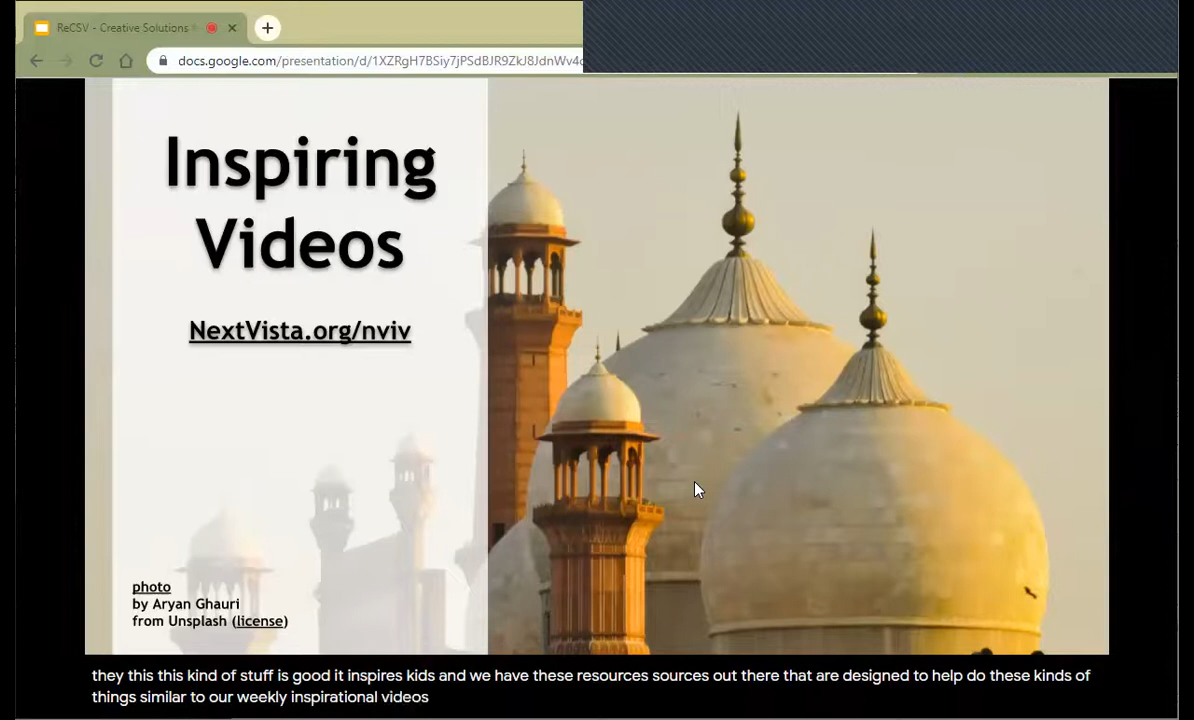 ReCSV - Creative Solutions
docs.google.com/presentation/d/1XZRgH7BSiy7jPSdBJR9ZkJ8JdnWv4c
Inspiring
Videos
NextVista.org/nviv
photo
by Aryan Ghauri
from Unsplash (license)
they this this kind of stuff is good it inspires kids and we have these resources sources out there that are designed to help do these kinds of
things similar to our weekly inspirational videos